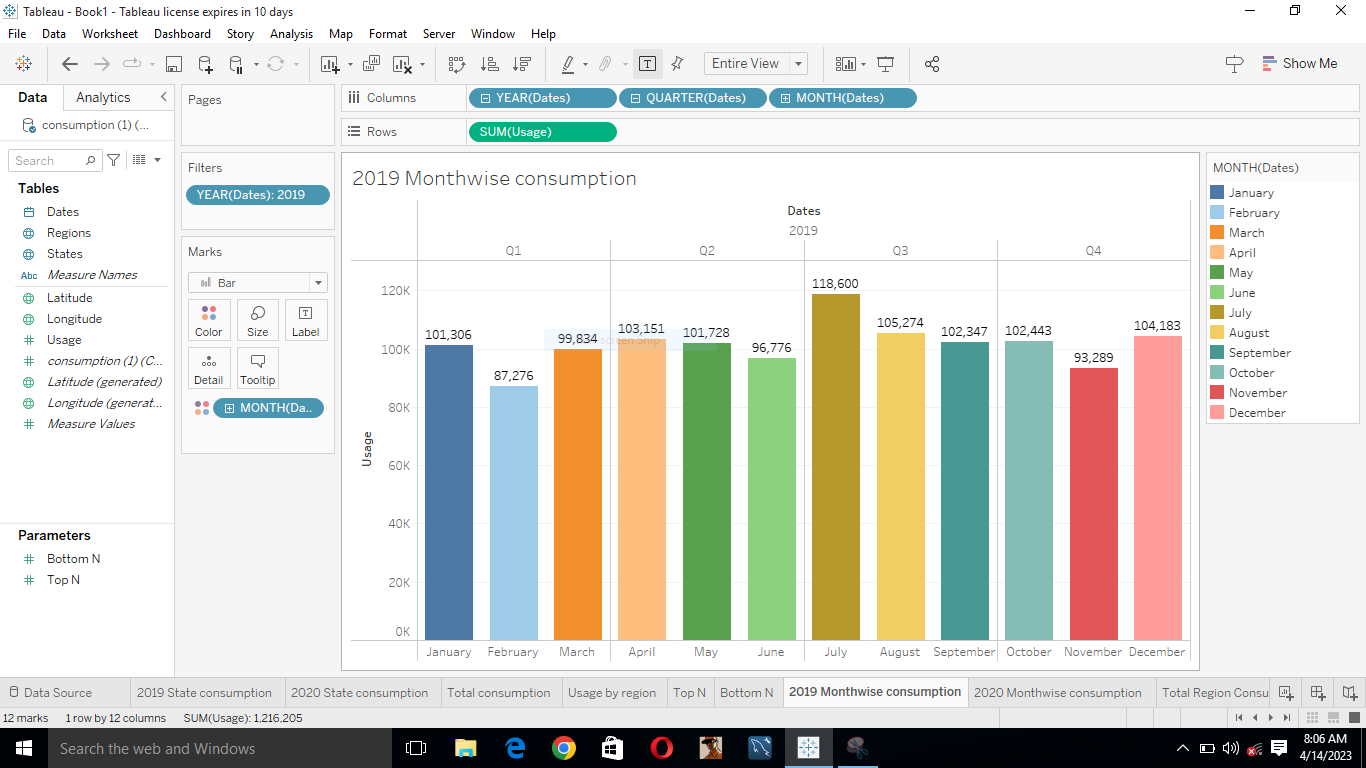 Tableau - Book1 - Tableau license expires in 10 days
File Data Worksheet Dashboard Story Analysis Map Format Server Window Help
Entire View
Show Me
Data Analytics
consumption (1) (...
Search
Tables
Dates
Regions
States
Abc Measure Names
Latitude
Longitude
Usage
consumption (1) (C...
Latitude (generated)
Longitude (generat...
Measure Values
Parameters
Bottom N
Top N
Pages
Filters
YEAR(Dates): 2019
Marks
Bar
Color Size Label
Detail Tooltip
MONTH(Da..
Columns YEAR(Dates) QUARTER(Dates) MONTH(Dates)
Rows SUM(Usage)
2019 Monthwise consumption
Dates
2019
Q1 Q2 Q3 Q4
Usage
120K
100K
80K
60K
40K
20K
0K
101,306 87,276 99,834 103,151 101,728 96,776 118,600 105,274 102,347 102,443 93,289 104,183
January February March April May June July August September October November December
MONTH(Dates)
January
February
March
April
May
June
July
August
September
October
November
December
Data Source 2019 State consumption 2020 State consumption Total consumption Usage by region Top N Bottom N 2019 Monthwise consumption 2020 Monthwise consumption Total Region Consu
12 marks 1 row by 12 columns SUM(Usage): 1,216,205
Search the web and Windows
8:06 AM
4/14/2023